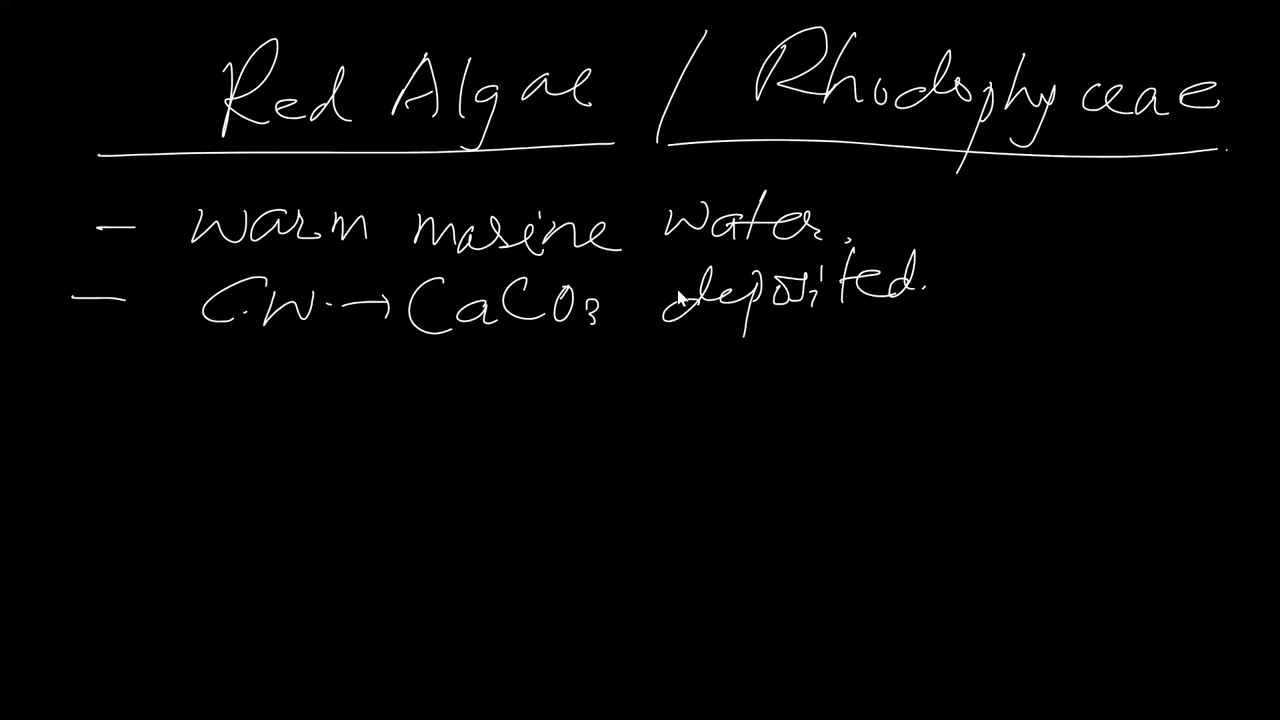 Red Algae / Rhodophyceae
- warm marine water.
- C.W. → CaCO3 deposited.